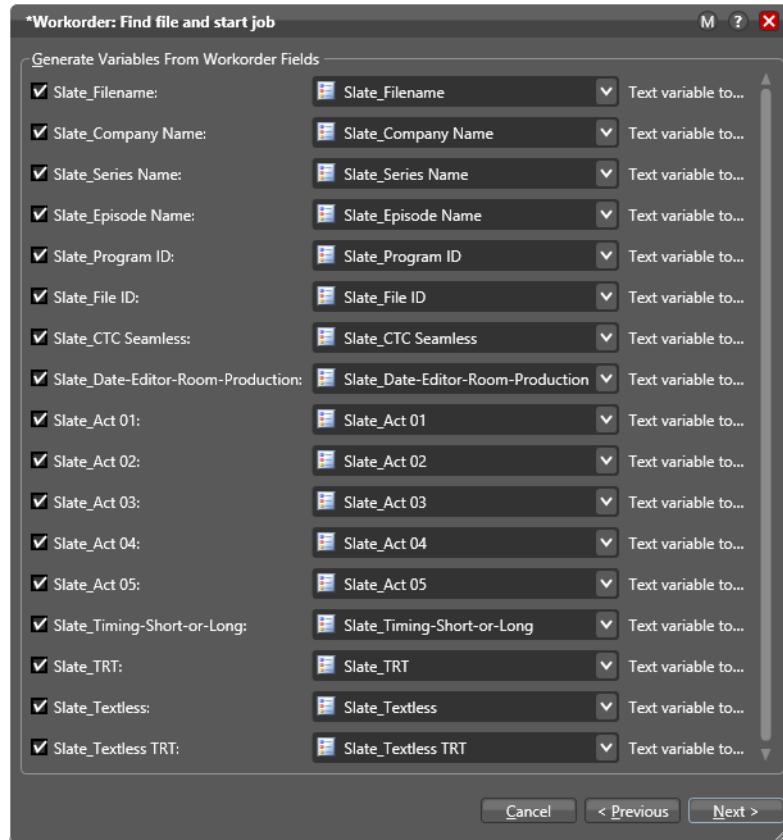 *Workorder: Find file and start job M ?
Generate Variables From Workorder Fields
Slate_Filename: Slate_Filename Text variable to...
Slate_Company Name: Slate_Company Name Text variable to...
Slate_Series Name: Slate_Series Name Text variable to...
Slate_Episode Name: Slate_Episode Name Text variable to...
Slate_Program ID: Slate_Program ID Text variable to...
Slate_File ID: Slate_File ID Text variable to...
Slate_CTC Seamless: Slate_CTC Seamless Text variable to...
Slate_Date-Editor-Room-Production: Slate_Date-Editor-Room-Production Text variable to...
Slate_Act 01: Slate_Act 01 Text variable to...
Slate_Act 02: Slate_Act 02 Text variable to...
Slate_Act 03: Slate_Act 03 Text variable to...
Slate_Act 04: Slate_Act 04 Text variable to...
Slate_Act 05: Slate_Act 05 Text variable to...
Slate_Timing-Short-or-Long: Slate_Timing-Short-or-Long Text variable to...
Slate_TRT: Slate_TRT Text variable to...
Slate_Textless: Slate_Textless Text variable to...
Slate_Textless TRT: Slate_Textless TRT Text variable to...
Cancel < Previous Next >